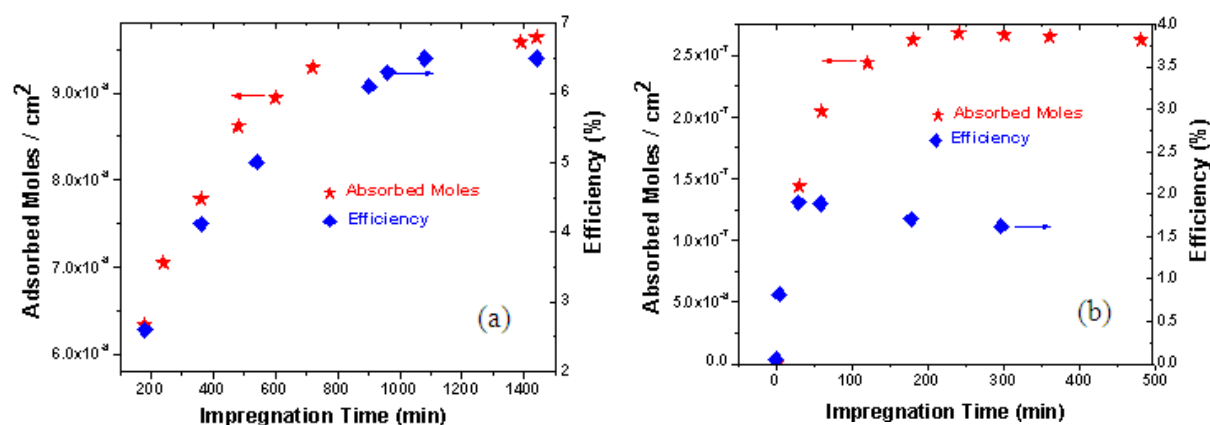 (a)
Adsorbed Moles / cm²
9.0x10⁻⁸
8.0x10⁻⁸
7.0x10⁻⁸
6.0x10⁻⁸
7
6
5
4
3
2
Efficiency (%)
Absorbed Moles
Efficiency
200 400 600 800 1000 1200 1400
Impregnation Time (min)
(b)
Absorbed Moles / cm²
2.5x10⁻⁷
2.0x10⁻⁷
1.5x10⁻⁷
1.0x10⁻⁷
5.0x10⁻⁸
0.0
4.0
3.5
3.0
2.5
2.0
1.5
1.0
0.5
0.0
Efficiency (%)
Absorbed Moles
Efficiency
0 100 200 300 400 500
Impregnation Time (min)